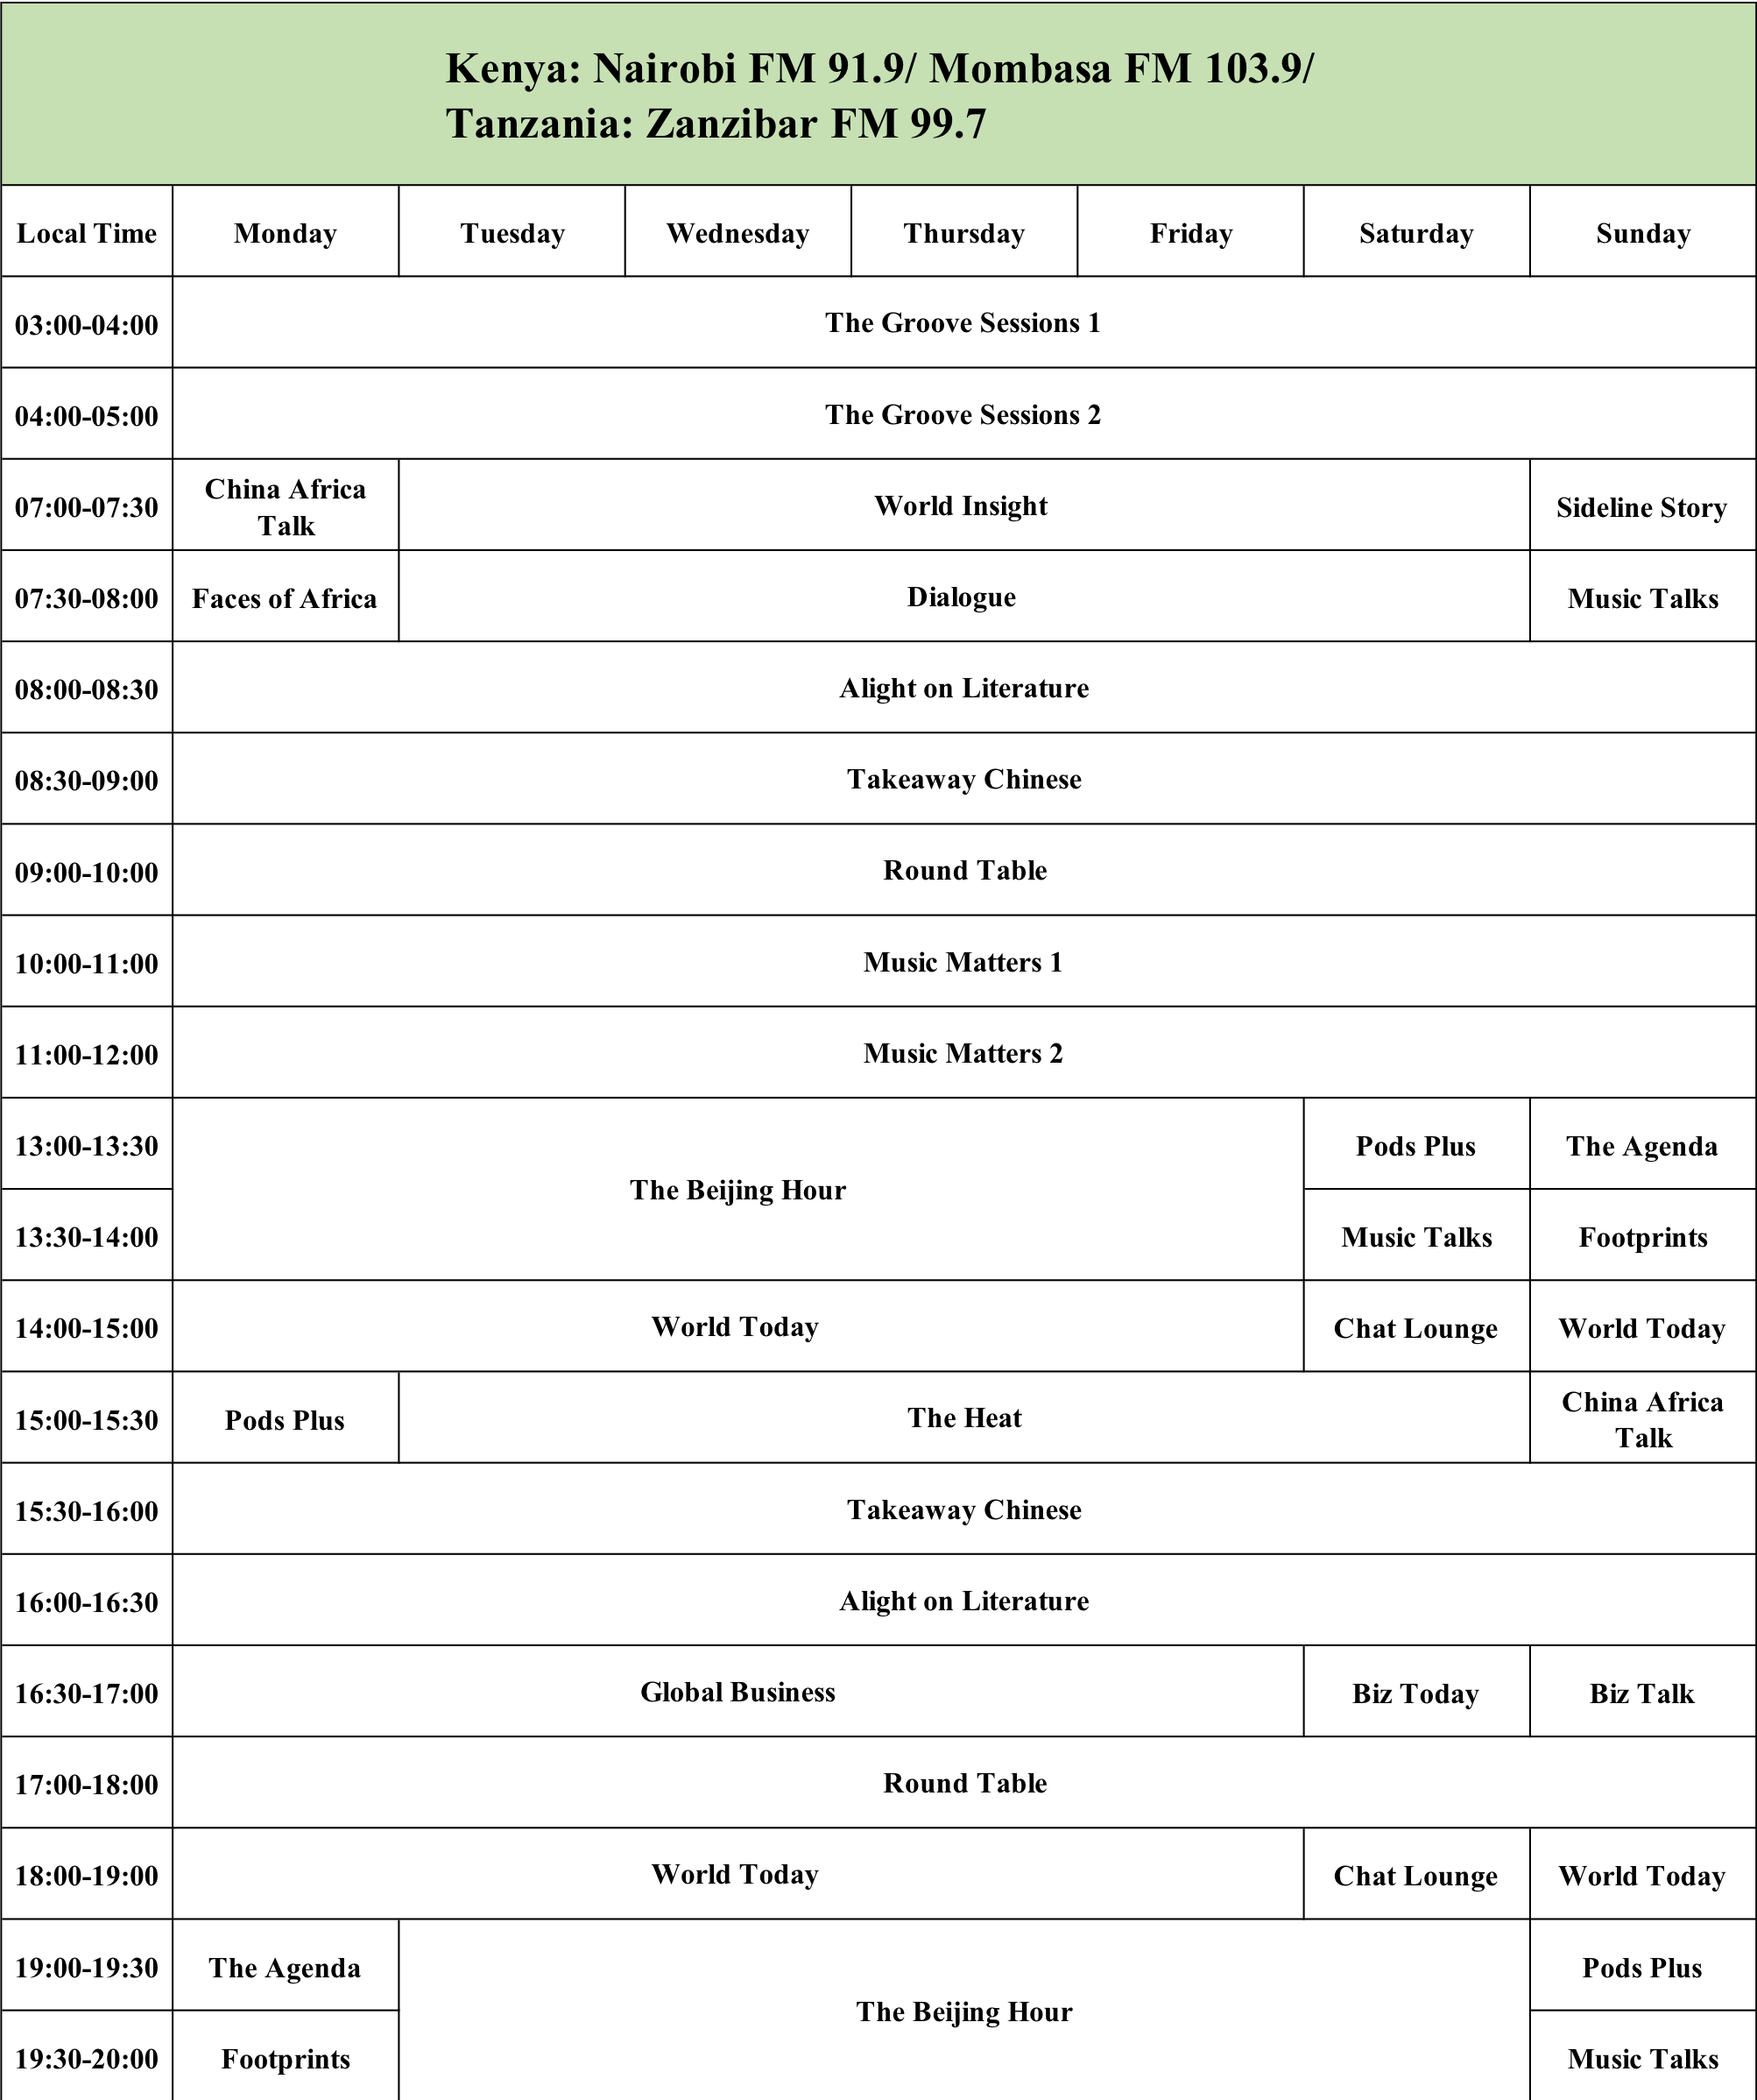 Kenya: Nairobi FM 91.9/ Mombasa FM 103.9/
Tanzania: Zanzibar FM 99.7
Local Time Monday Tuesday Wednesday Thursday Friday Saturday Sunday
03:00-04:00 The Groove Sessions 1
04:00-05:00 The Groove Sessions 2
07:00-07:30 China Africa Talk World Insight Sideline Story
07:30-08:00 Faces of Africa Dialogue Music Talks
08:00-08:30 Alight on Literature
08:30-09:00 Takeaway Chinese
09:00-10:00 Round Table
10:00-11:00 Music Matters 1
11:00-12:00 Music Matters 2
13:00-13:30 The Beijing Hour Pods Plus The Agenda
13:30-14:00 Music Talks Footprints
14:00-15:00 World Today Chat Lounge World Today
15:00-15:30 Pods Plus The Heat China Africa Talk
15:30-16:00 Takeaway Chinese
16:00-16:30 Alight on Literature
16:30-17:00 Global Business Biz Today Biz Talk
17:00-18:00 Round Table
18:00-19:00 World Today Chat Lounge World Today
19:00-19:30 The Agenda The Beijing Hour Pods Plus
19:30-20:00 Footprints Music Talks